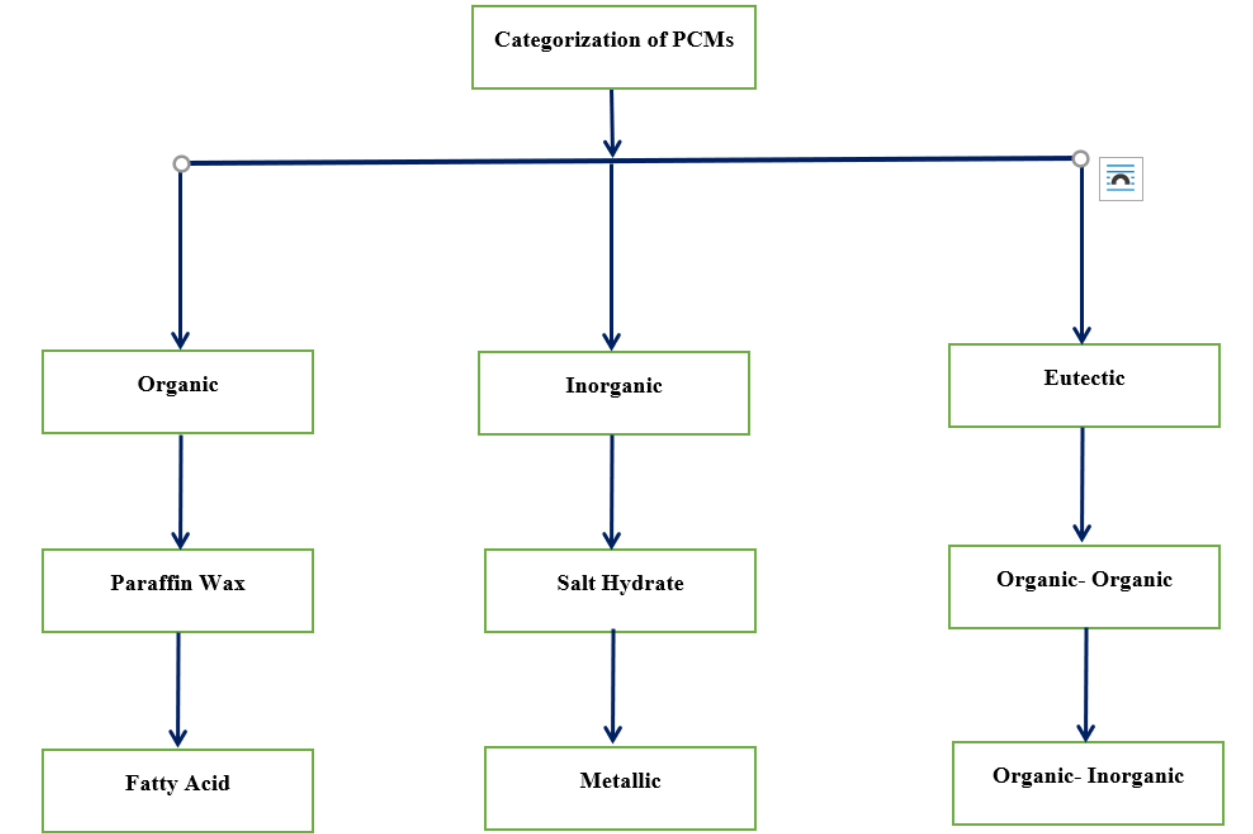 Categorization of PCMs
Organic
Inorganic
Eutectic
Paraffin Wax
Salt Hydrate
Organic- Organic
Fatty Acid
Metallic
Organic- Inorganic